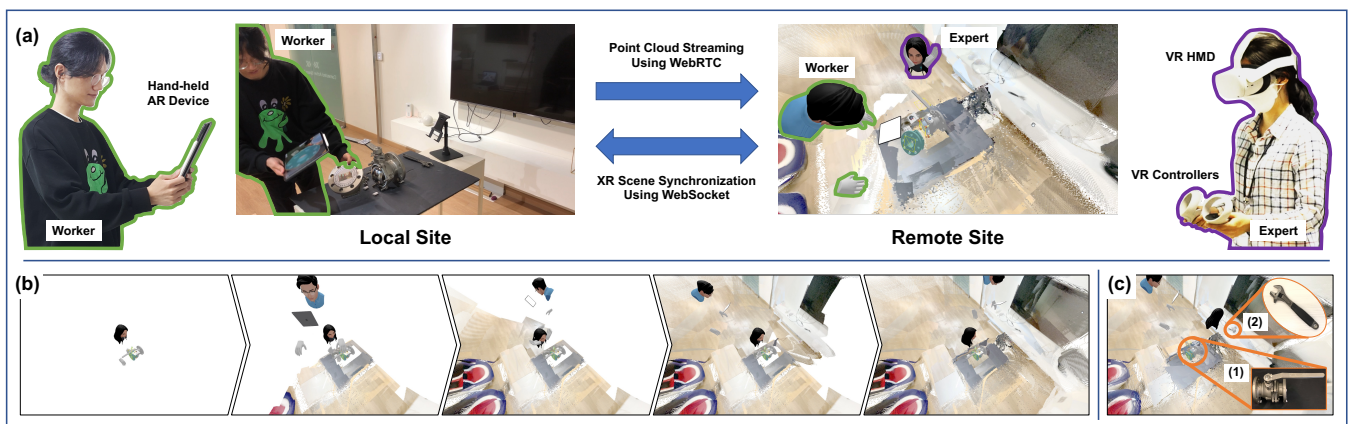 (a)
Worker
Hand-held
AR Device
Worker
Local Site
Point Cloud Streaming
Using WebRTC
XR Scene Synchronization
Using WebSocket
Expert
Worker
Remote Site
VR HMD
VR Controllers
Expert
(b)
(c)
(2)
(1)